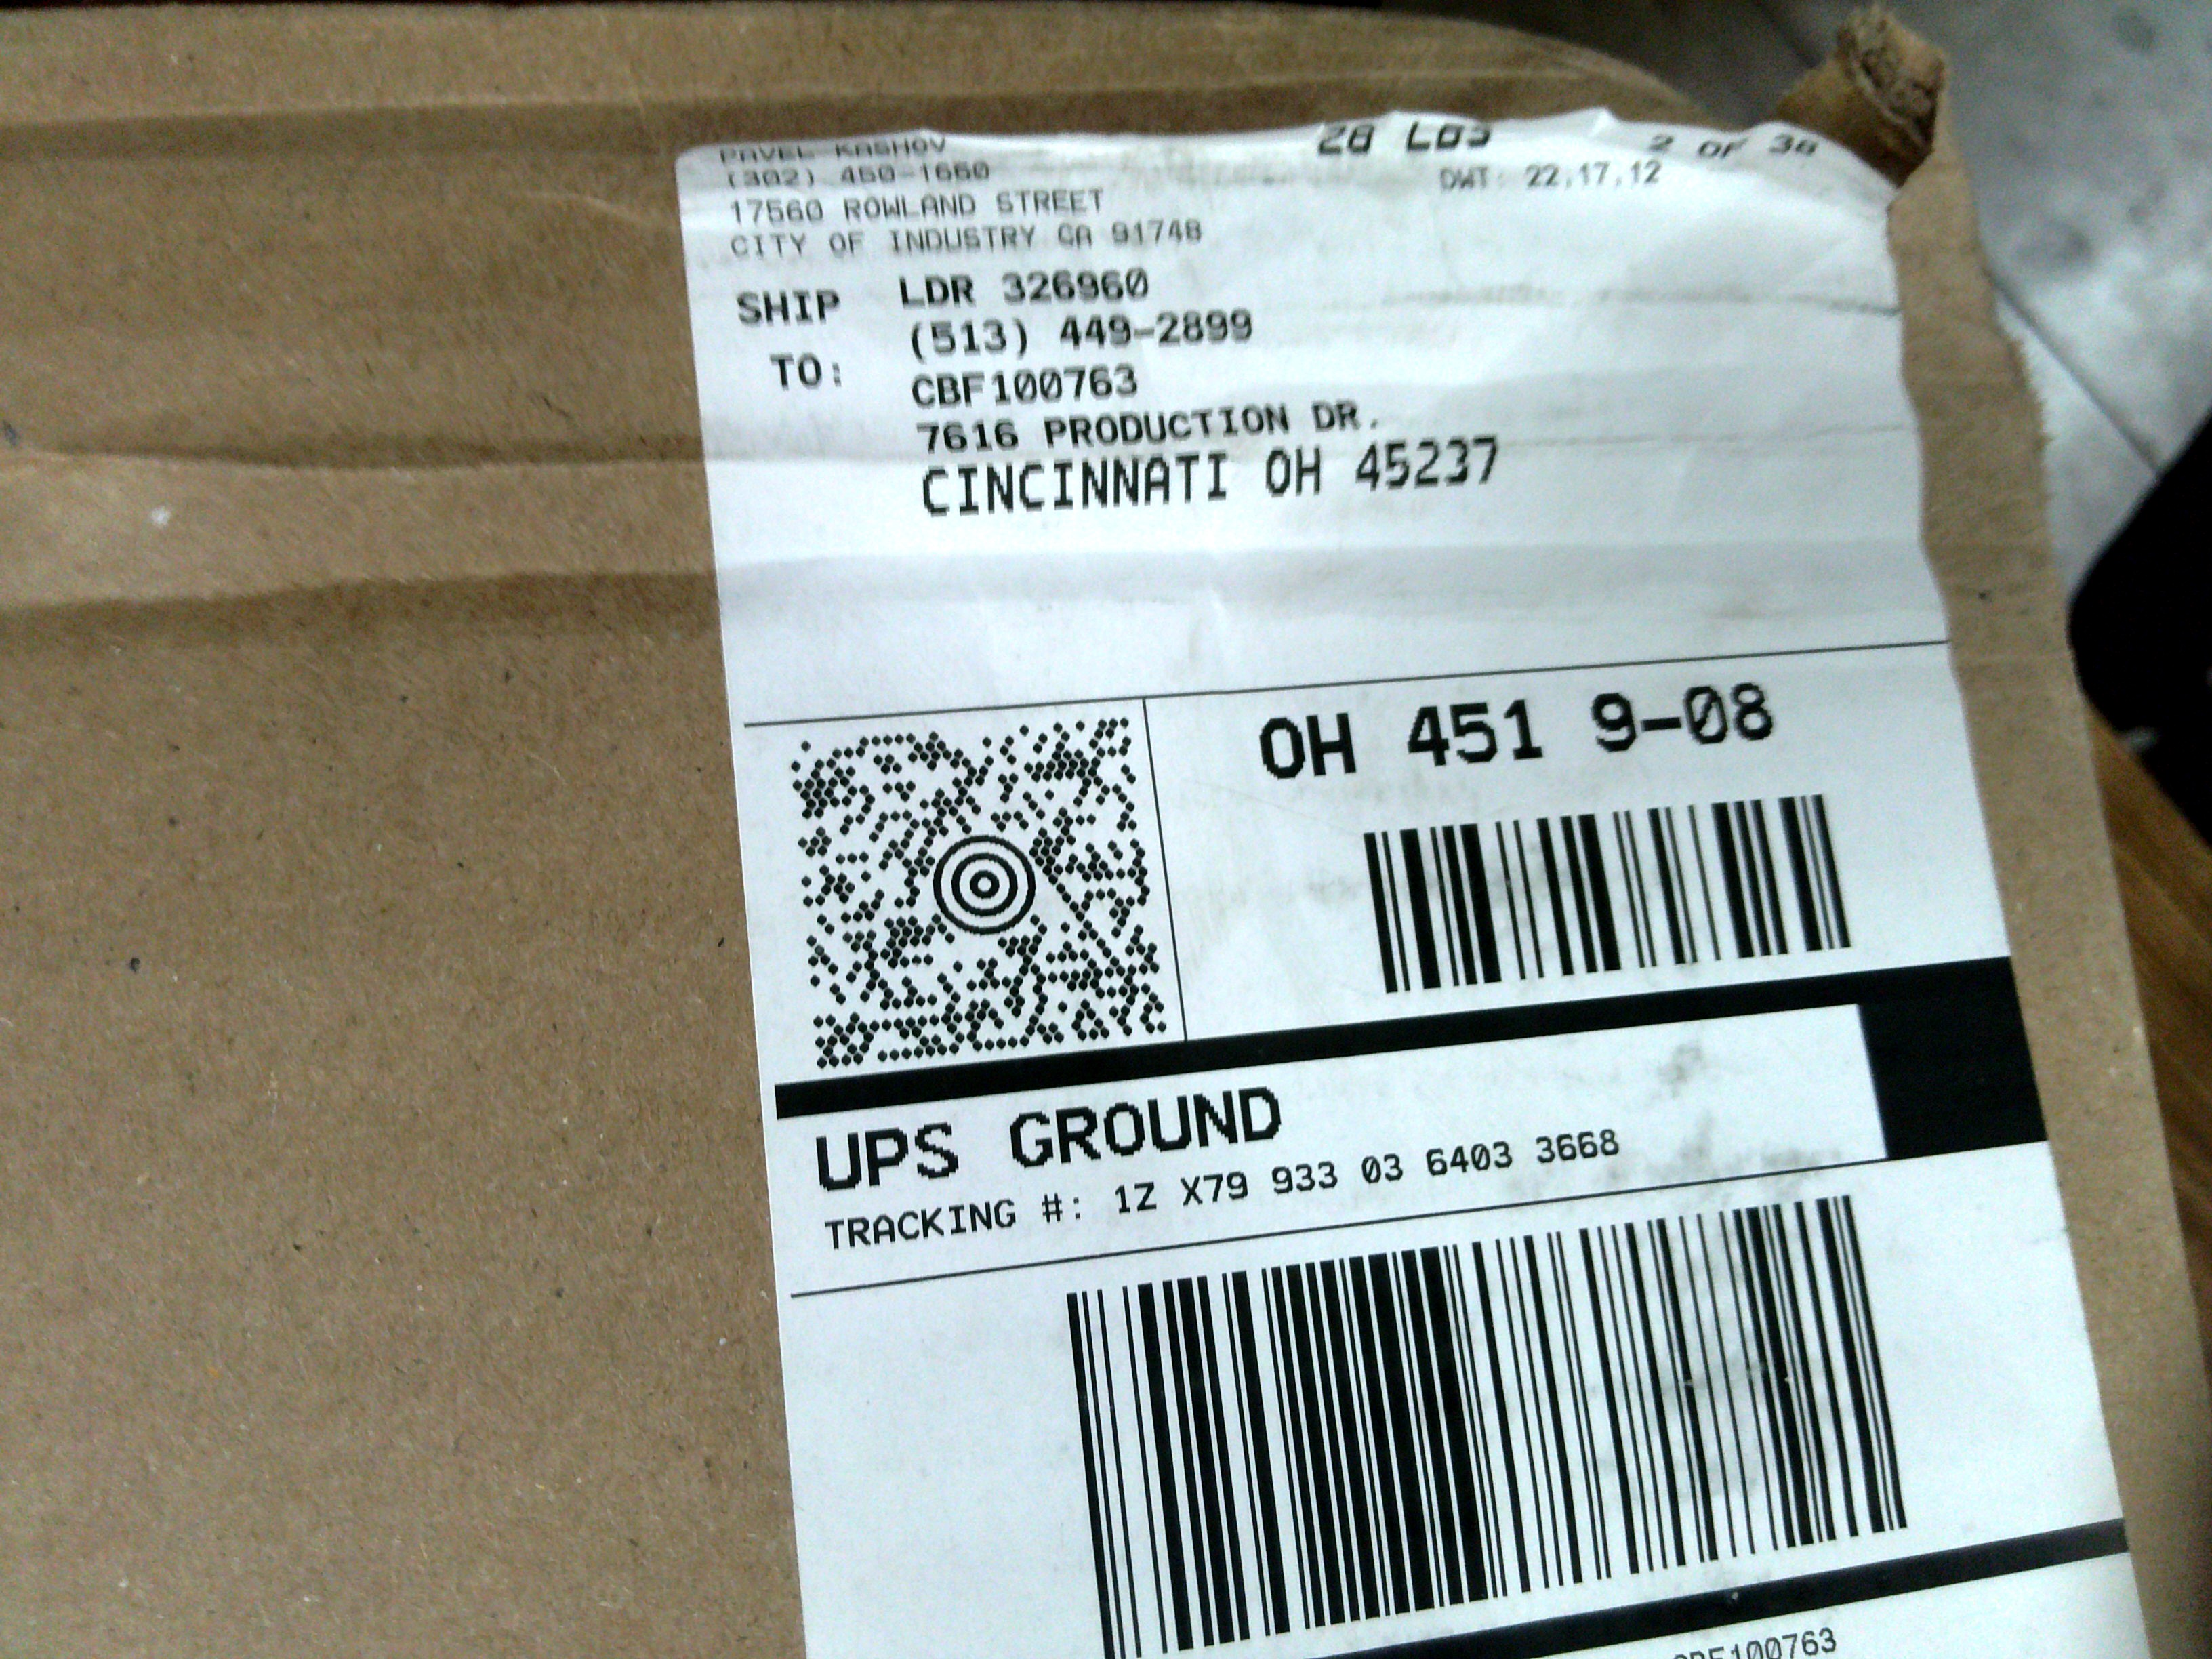 PAVEL KASHOV
(302) 450-1660
17560 ROWLAND STREET
CITY OF INDUSTRY CA 91748
28 LBS
2 OF 38
DWT: 22,17,12
SHIP TO:
LDR 326960
(513) 449-2899
CBF100763
7616 PRODUCTION DR.
CINCINNATI OH 45237
OH 451 9-08
UPS GROUND
TRACKING #: 1Z X79 933 03 6403 3668
CBF100763